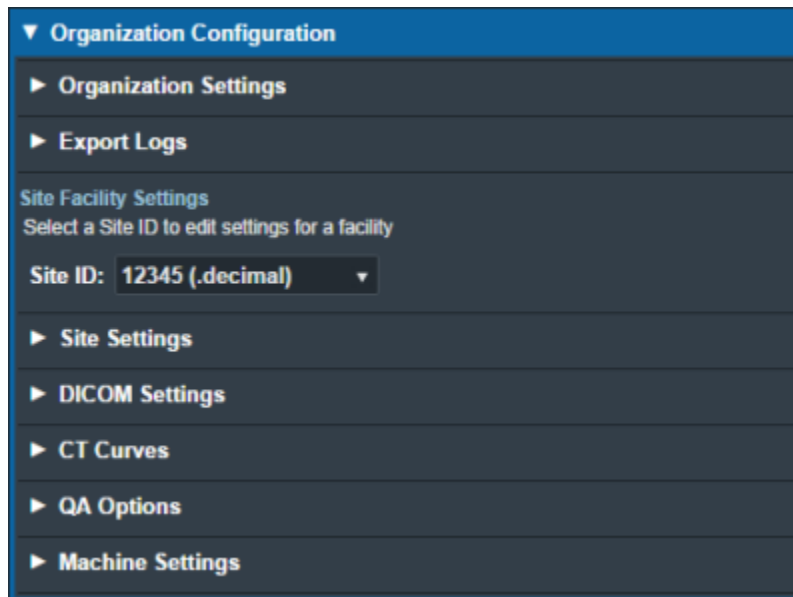 Organization Configuration
Organization Settings
Export Logs
Site Facility Settings
Select a Site ID to edit settings for a facility
Site ID: 12345 (.decimal)
Site Settings
DICOM Settings
CT Curves
QA Options
Machine Settings